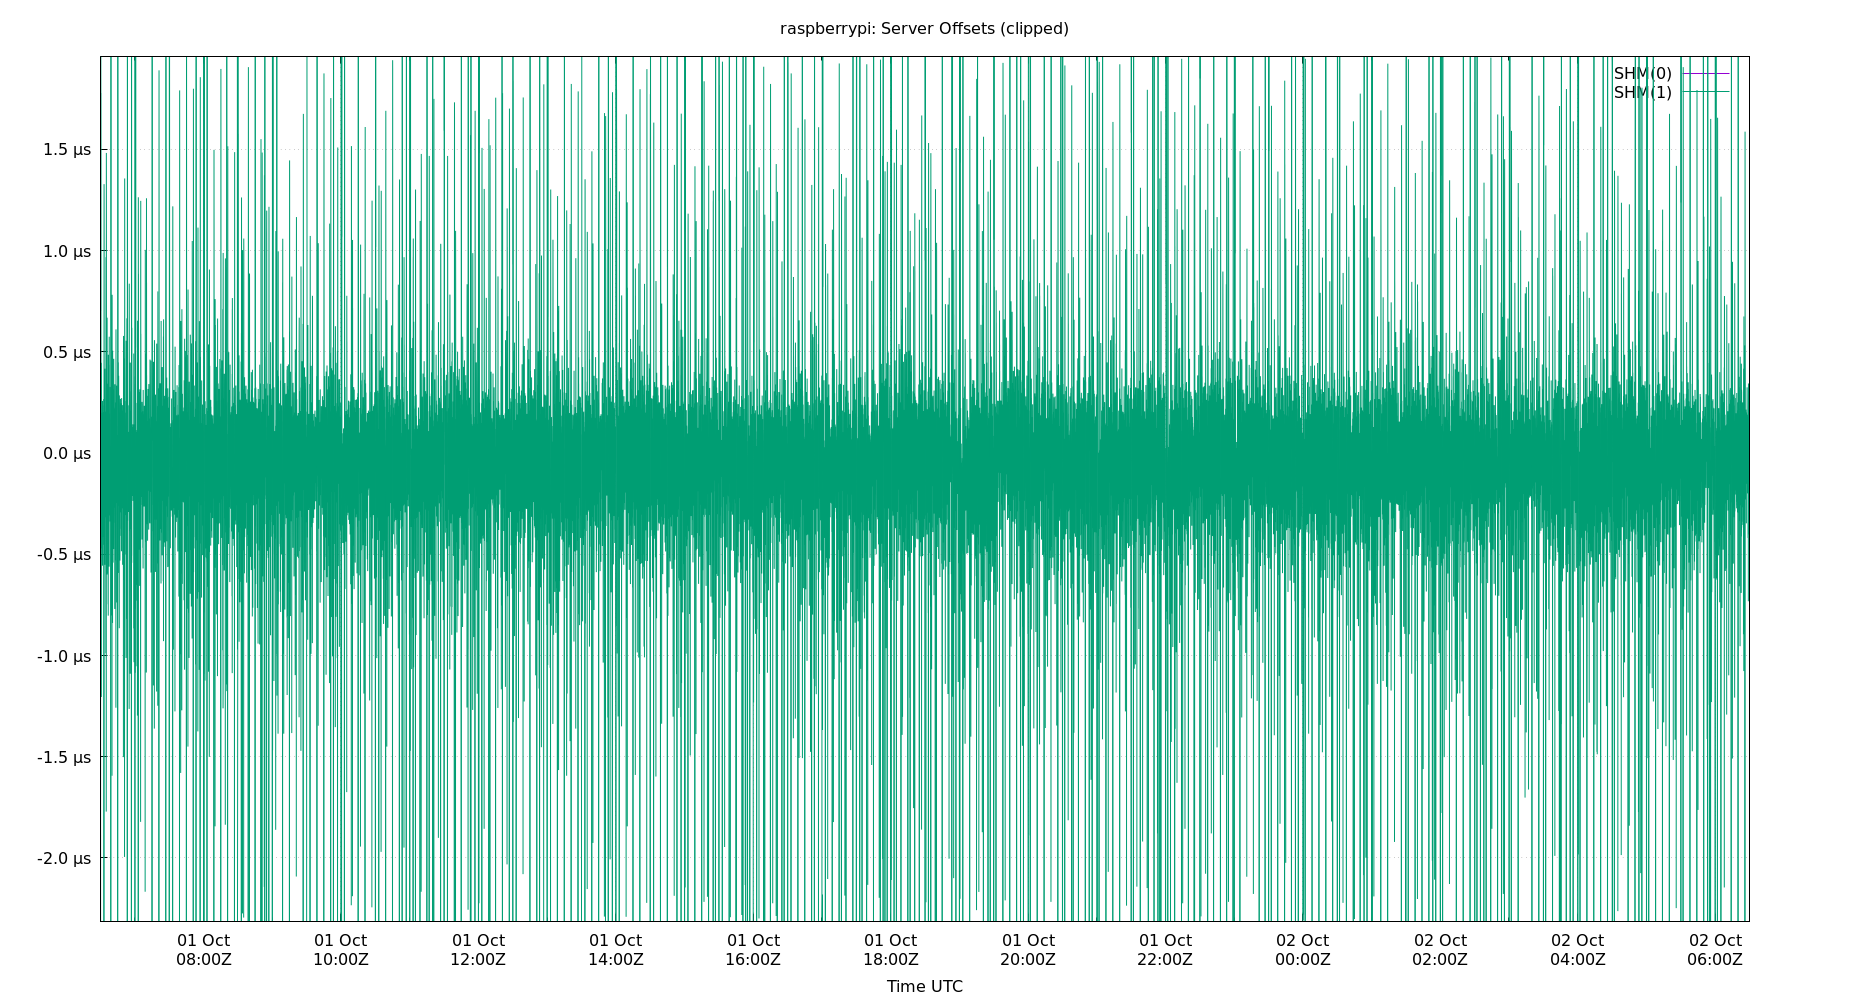 raspberrypi: Server Offsets (clipped)
SHM(0)
SHM(1)
1.5 µs
1.0 µs
0.5 µs
0.0 µs
-0.5 µs
-1.0 µs
-1.5 µs
-2.0 µs
01 Oct 01 Oct 01 Oct 01 Oct 01 Oct 01 Oct 01 Oct 01 Oct 02 Oct 02 Oct 02 Oct 02 Oct
08:00Z 10:00Z 12:00Z 14:00Z 16:00Z 18:00Z 20:00Z 22:00Z 00:00Z 02:00Z 04:00Z 06:00Z
Time UTC